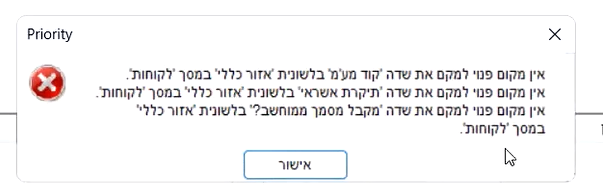 Priority
אין מקום פנוי למקם את שדה 'קוד מע'מ' בלשונית 'אזור כללי' במסך 'לקוחות'.
אין מקום פנוי למקם את שדה 'תיקרת אשראי' בלשונית 'אזור כללי' במסך 'לקוחות'.
אין מקום פנוי למקם את שדה 'מקבל מסמך ממוחשב?' בלשונית 'אזור כללי'
במסך 'לקוחות'.
אישור